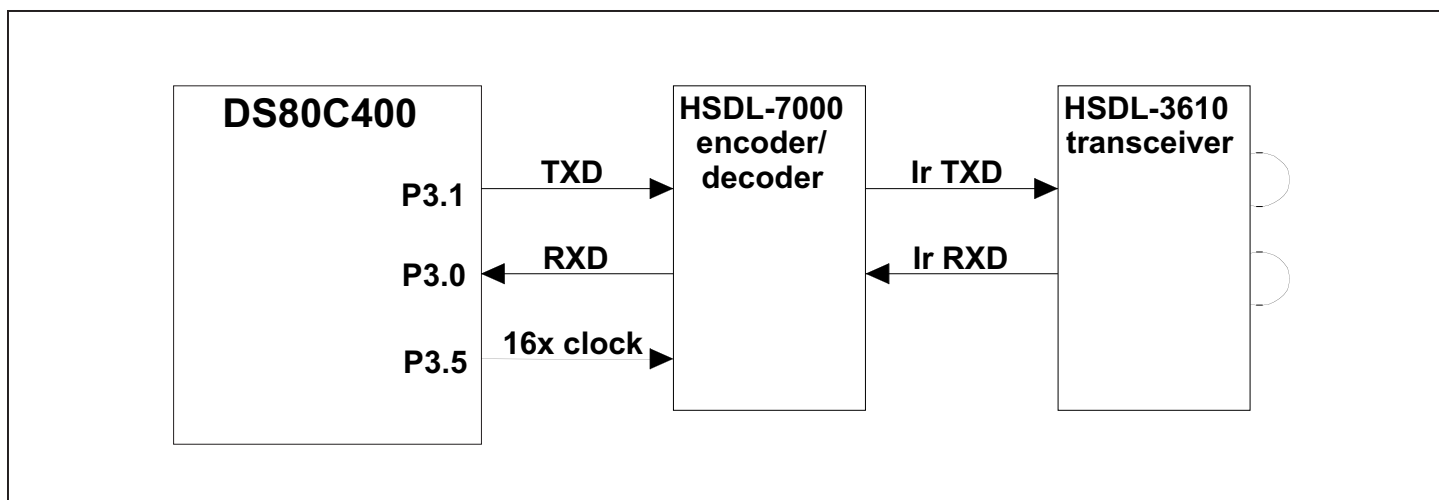 DS80C400
P3.1
P3.0
P3.5
TXD
RXD
16x clock
HSDL-7000
encoder/
decoder
Ir TXD
Ir RXD
HSDL-3610
transceiver